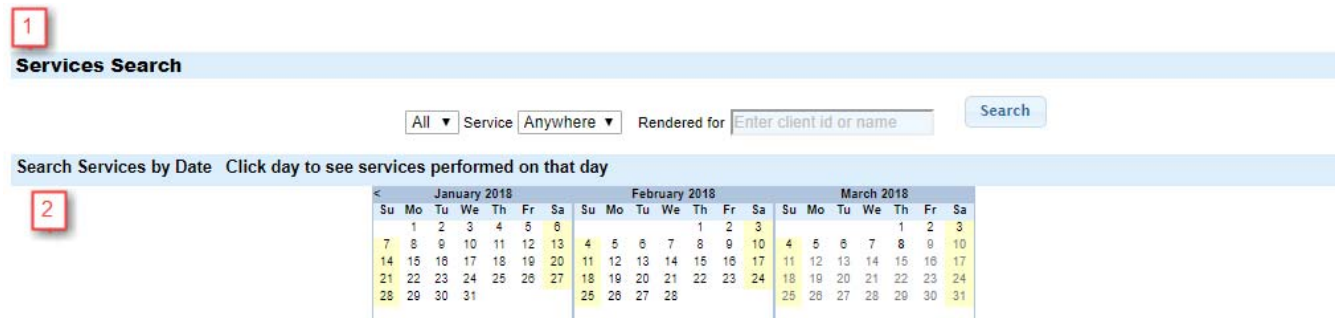 1
Services Search
All ▼ Service Anywhere ▼ Rendered for Enter client id or name Search
Search Services by Date Click day to see services performed on that day
2
< January 2018 February 2018 March 2018
Su Mo Tu We Th Fr Sa Su Mo Tu We Th Fr Sa Su Mo Tu We Th Fr Sa
1 2 3 4 5 6 1 2 3 1 2 3
7 8 9 10 11 12 13 4 5 6 7 8 9 10 4 5 6 7 8 9 10
14 15 16 17 18 19 20 11 12 13 14 15 16 17 11 12 13 14 15 16 17
21 22 23 24 25 26 27 18 19 20 21 22 23 24 18 19 20 21 22 23 24
28 29 30 31 25 26 27 28 25 26 27 28 29 30 31